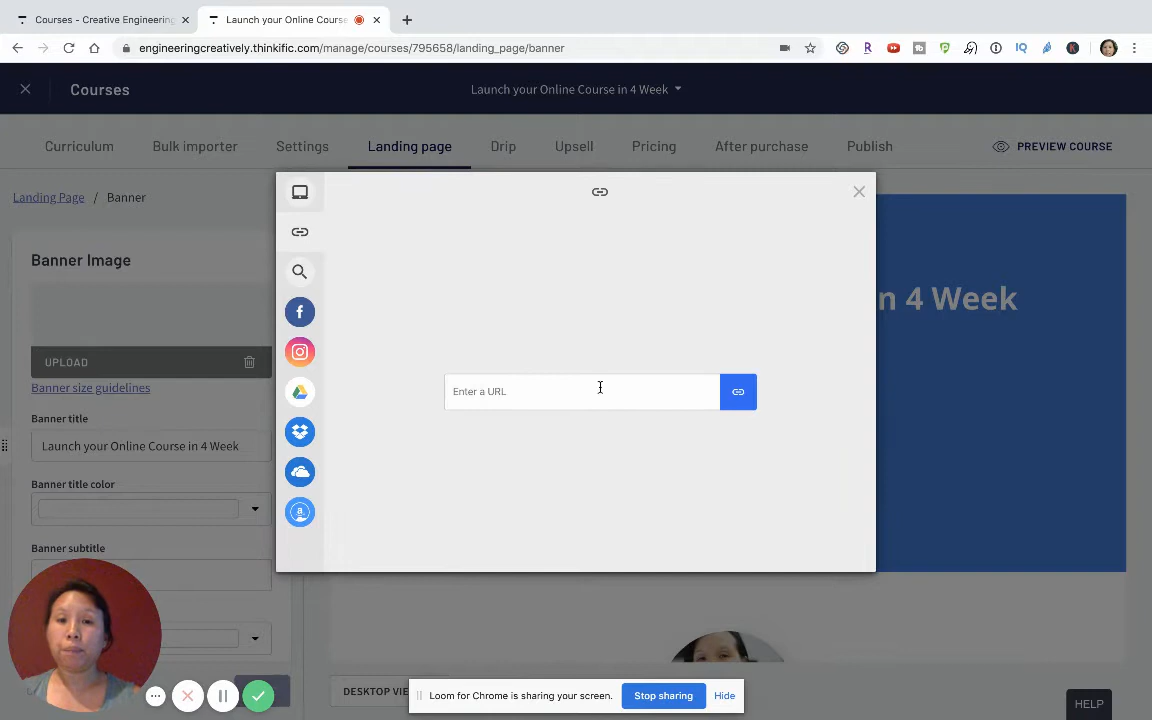 Courses - Creative Engineering
Launch your Online Course
engineeringcreatively.thinkific.com/manage/courses/795658/landing_page/banner
Courses
Launch your Online Course in 4 Week
Curriculum
Bulk importer
Settings
Landing page
Drip
Upsell
Pricing
After purchase
Publish
PREVIEW COURSE
Landing Page / Banner
Banner Image
UPLOAD
Banner size guidelines
Banner title
Launch your Online Course in 4 Week
Banner title color
Banner subtitle
Enter a URL
n 4 Week
DESKTOP VIE
Loom for Chrome is sharing your screen.
Stop sharing
Hide
HELP